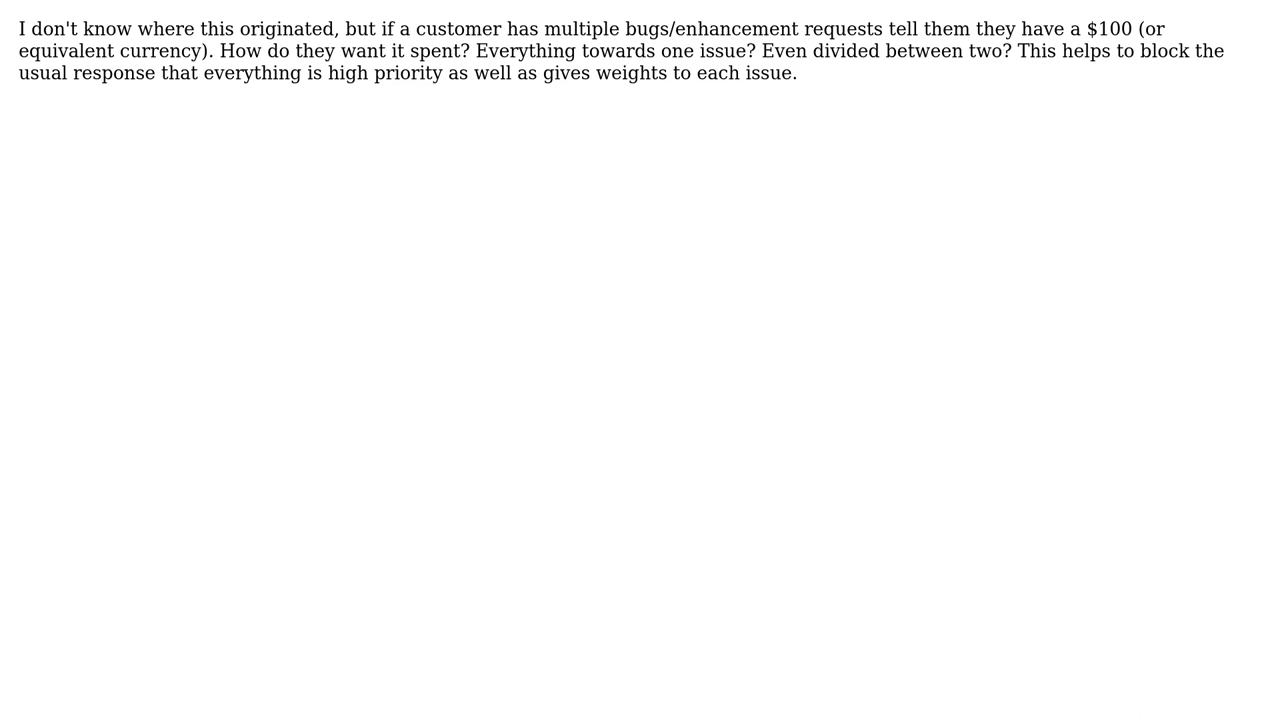 I don't know where this originated, but if a customer has multiple bugs/enhancement requests tell them they have a $100 (or
equivalent currency). How do they want it spent? Everything towards one issue? Even divided between two? This helps to block the
usual response that everything is high priority as well as gives weights to each issue.